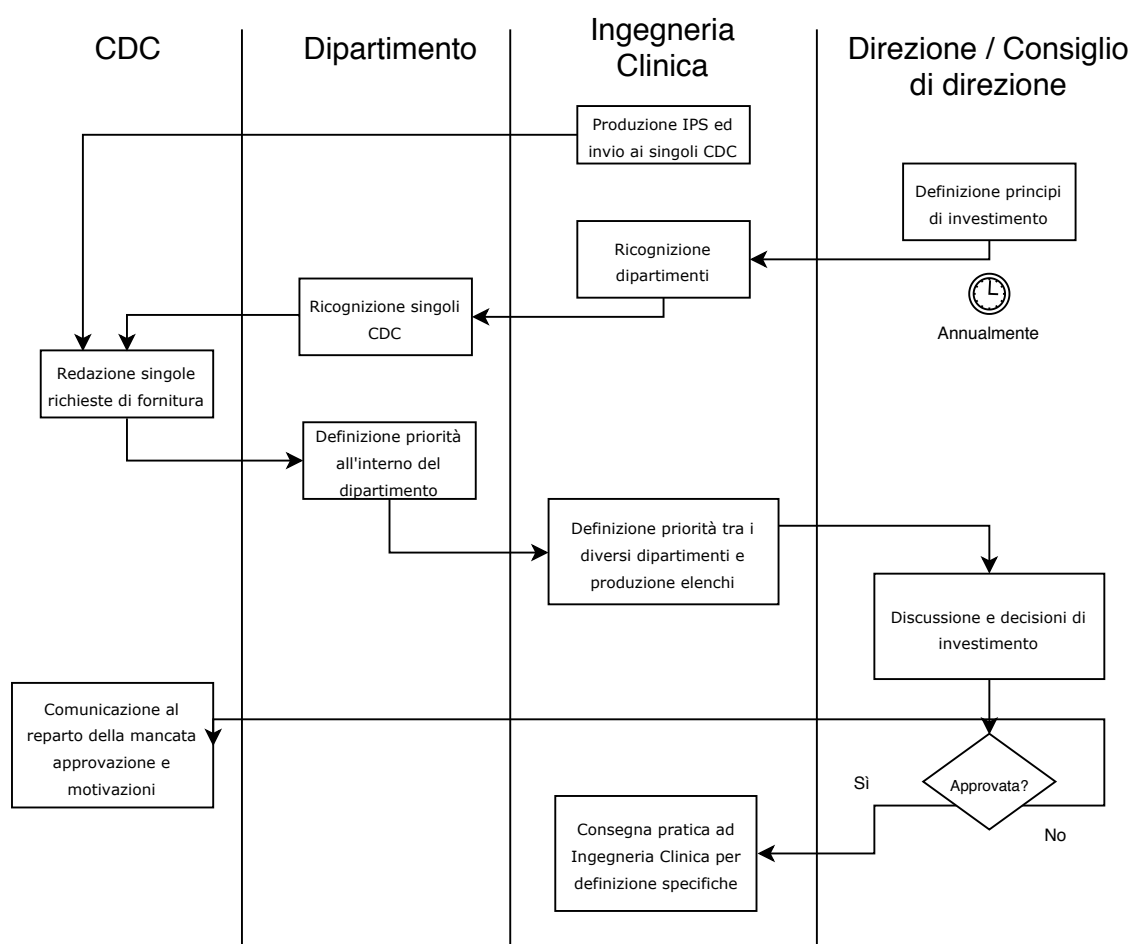 CDC
Dipartimento
Ingegneria
Clinica
Direzione / Consiglio
di direzione
Produzione IPS ed
invio ai singoli CDC
Definizione principi
di investimento
Ricognizione
dipartimenti
Annualmente
Ricognizione singoli
CDC
Redazione singole
richieste di fornitura
Definizione priorità
all'interno del
dipartimento
Definizione priorità tra i
diversi dipartimenti e
produzione elenchi
Discussione e decisioni di
investimento
Comunicazione al
reparto della mancata
approvazione e
motivazioni
Approvata?
Sì
No
Consegna pratica ad
Ingegneria Clinica per
definizione specifiche